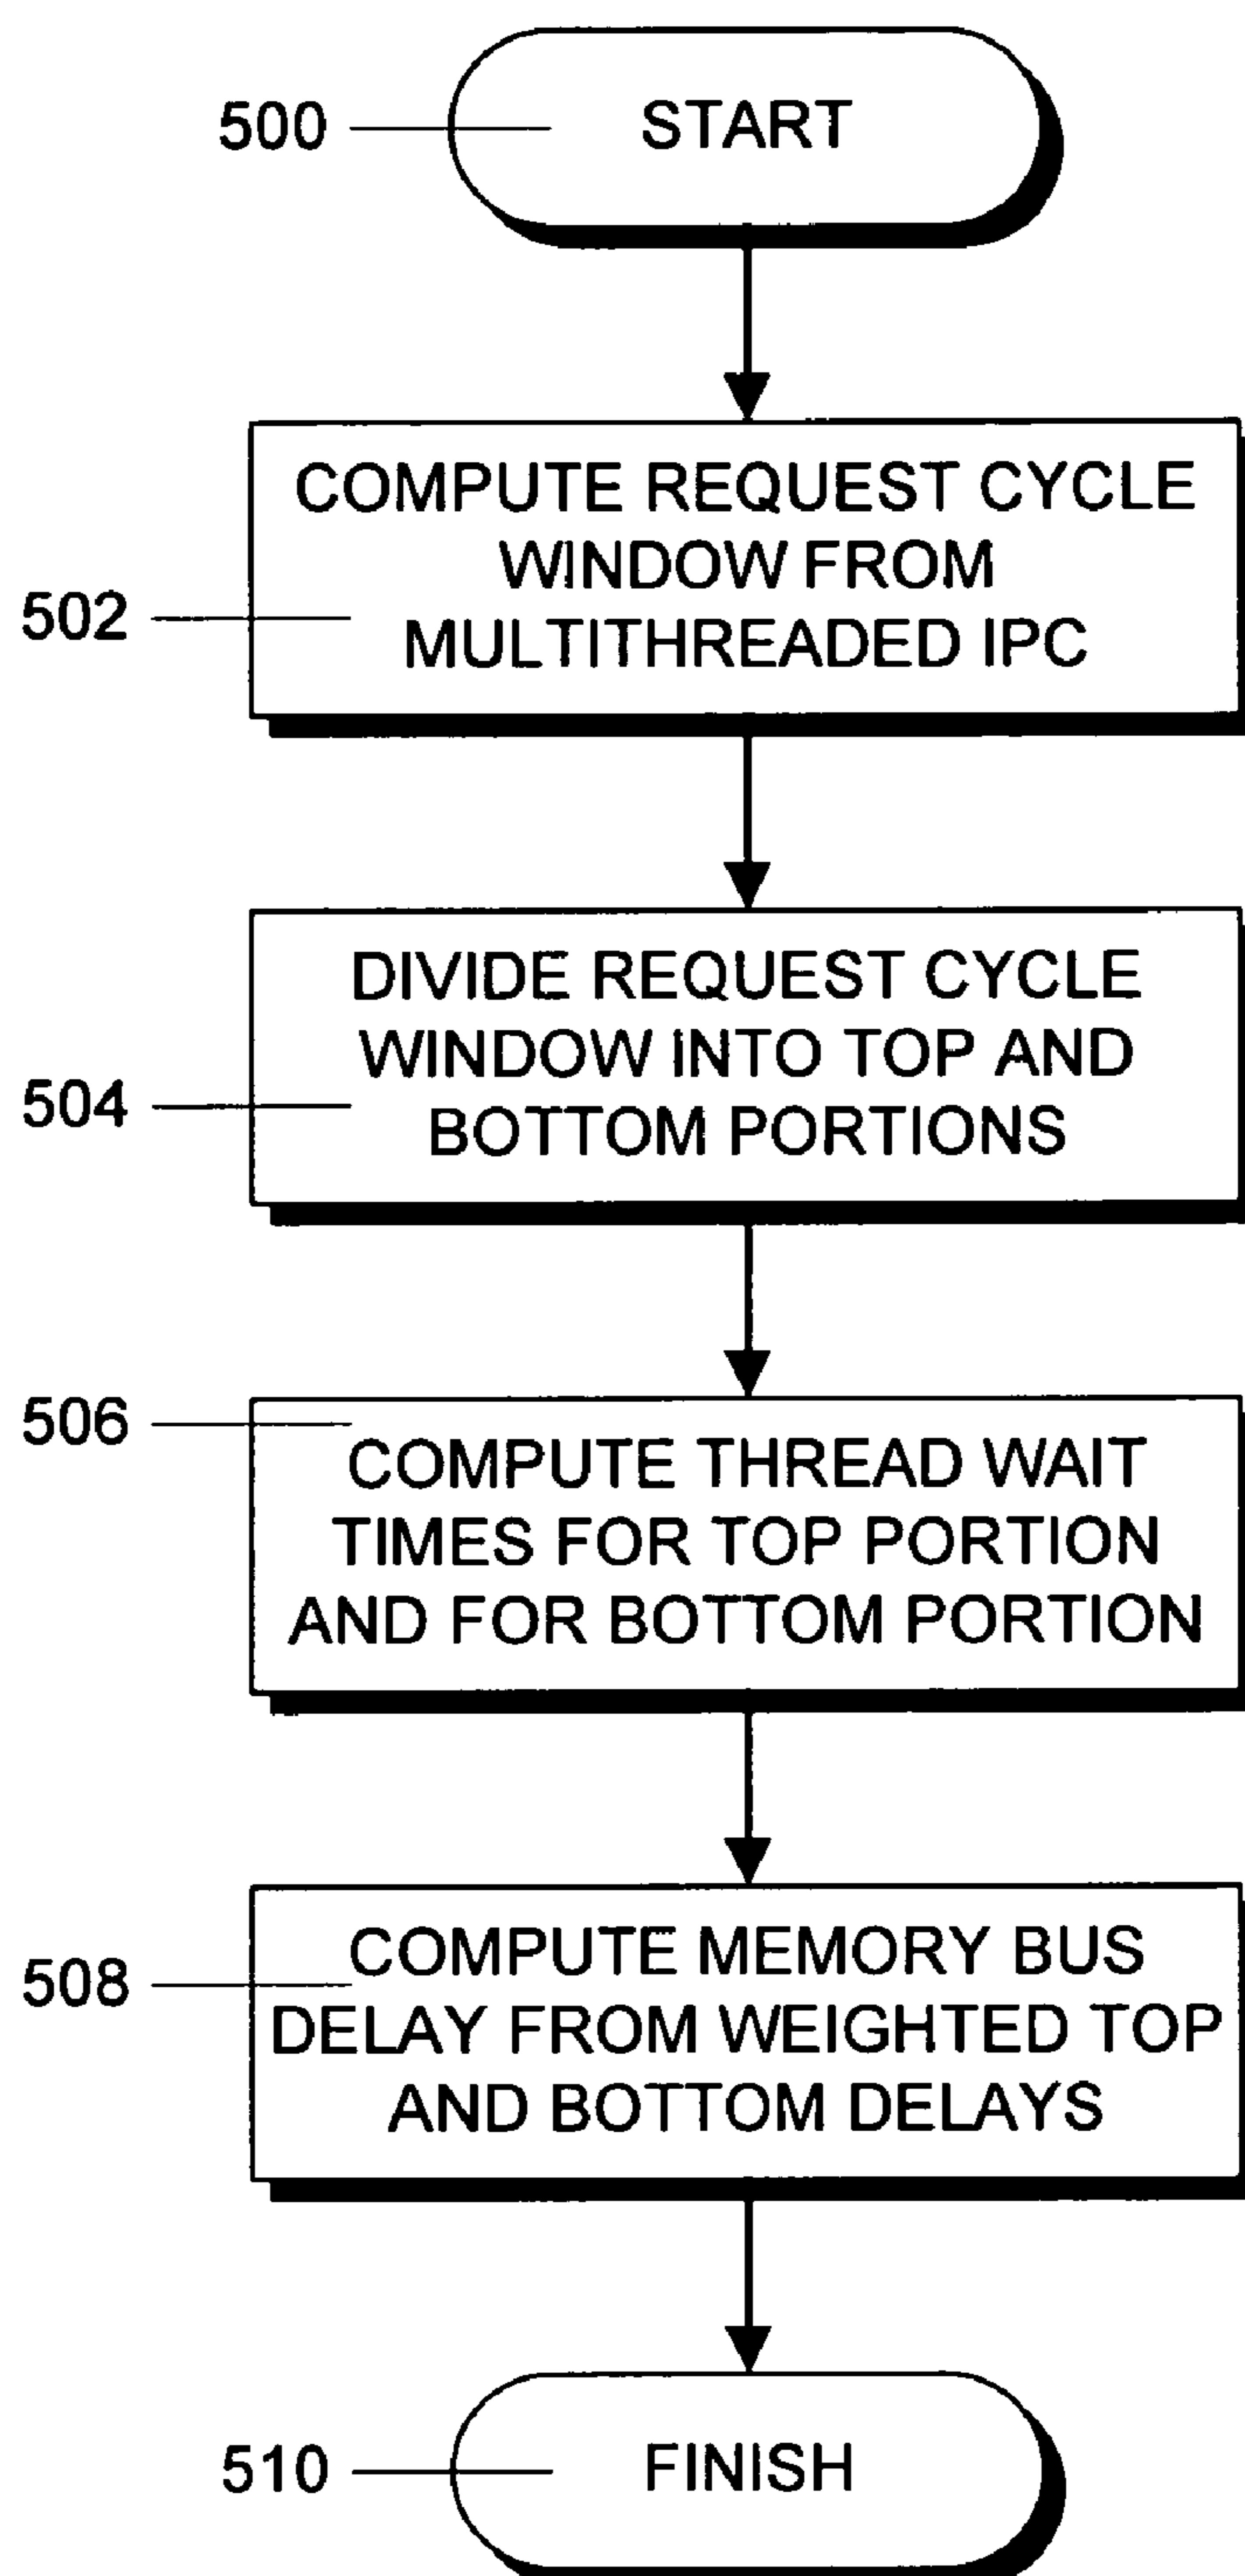 500
START
COMPUTE REQUEST CYCLE
WINDOW FROM
MULTITHREADED IPC
502
DIVIDE REQUEST CYCLE
WINDOW INTO TOP AND
BOTTOM PORTIONS
504
506
COMPUTE THREAD WAIT
TIMES FOR TOP PORTION
AND FOR BOTTOM PORTION
COMPUTE MEMORY BUS
508
DELAY FROM WEIGHTED TOP
AND BOTTOM DELAYS
510
FINISH